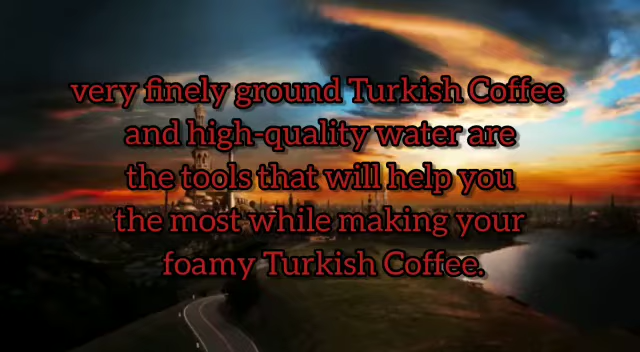 very finely ground Turkish Coffee
and high-quality water are
the tools that will help you
the most while making your
foamy Turkish Coffee.